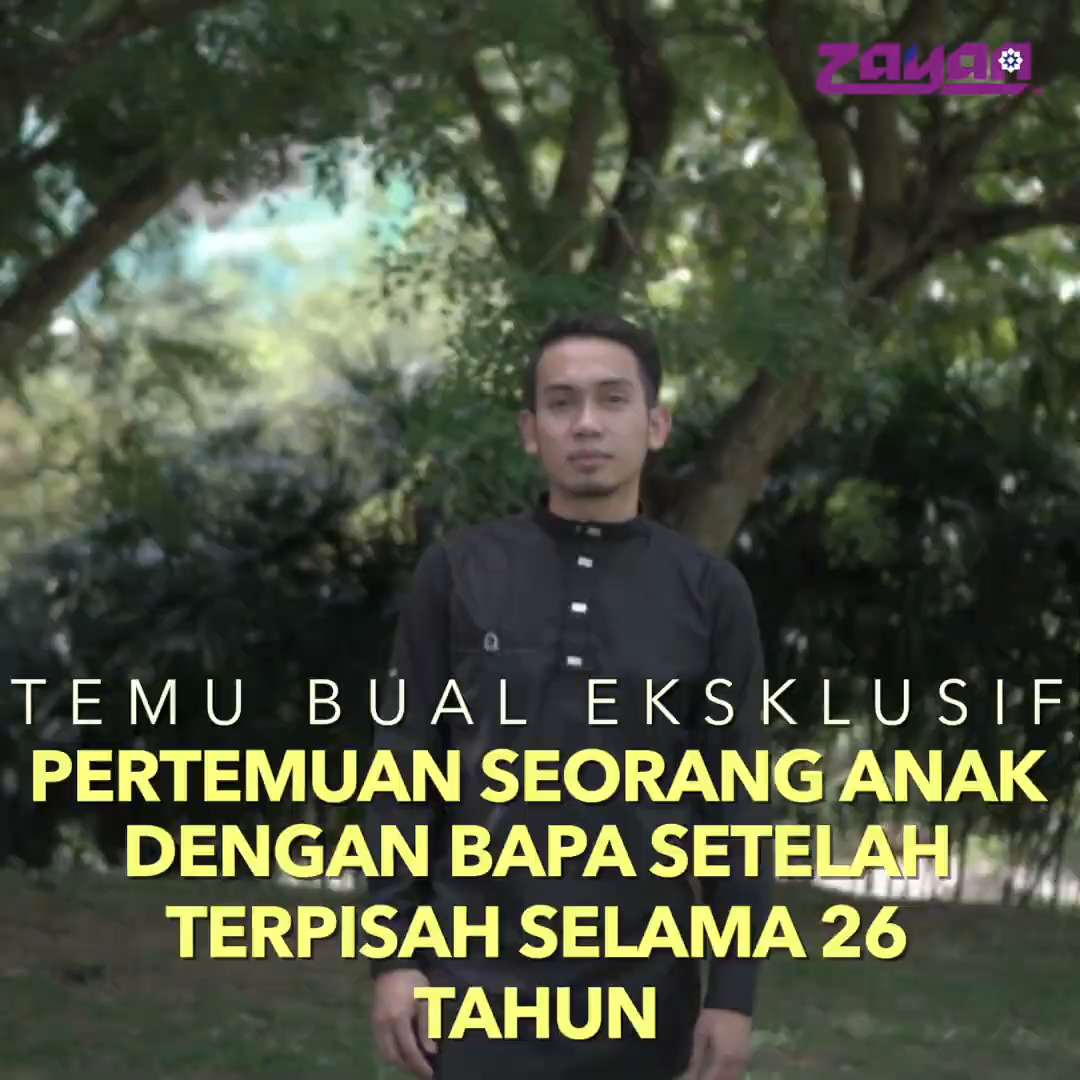 zayan
TEMU BUAL EKSKLUSIF
PERTEMUAN SEORANG ANAK
DENGAN BAPA SETELAH
TERPISAH SELAMA 26
TAHUN